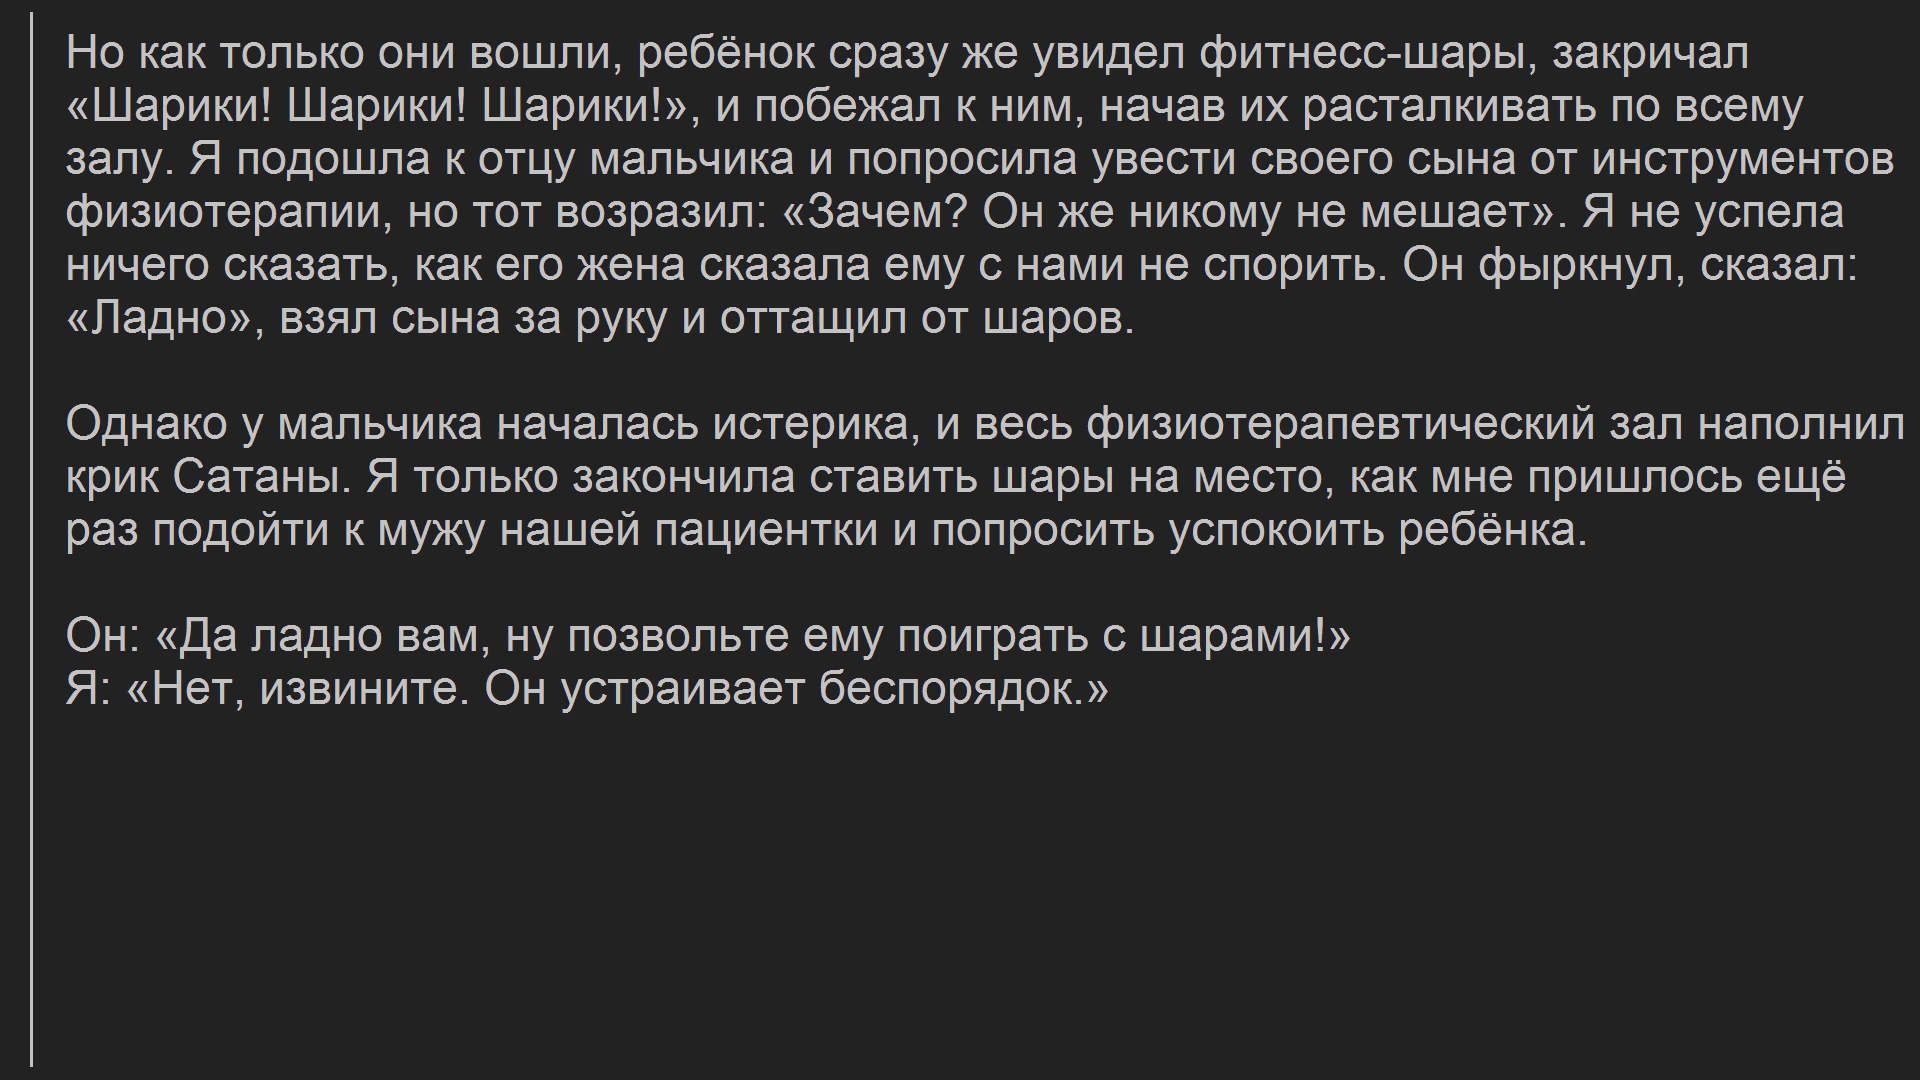 Но как только они вошли, ребёнок сразу же увидел фитнесс-шары, закричал
«Шарики! Шарики! Шарики!», и побежал к ним, начав их расталкивать по всему
залу. Я подошла к отцу мальчика и попросила увести своего сына от инструментов
физиотерапии, но тот возразил: «Зачем? Он же никому не мешает». Я не успела
ничего сказать, как его жена сказала ему с нами не спорить. Он фыркнул, сказал:
«Ладно», взял сына за руку и оттащил от шаров.
Однако у мальчика началась истерика, и весь физиотерапевтический зал наполнил
крик Сатаны. Я только закончила ставить шары на место, как мне пришлось ещё
раз подойти к мужу нашей пациентки и попросить успокоить ребёнка.
Он: «Да ладно вам, ну позвольте ему поиграть с шарами!»
Я: «Нет, извините. Он устраивает беспорядок.»